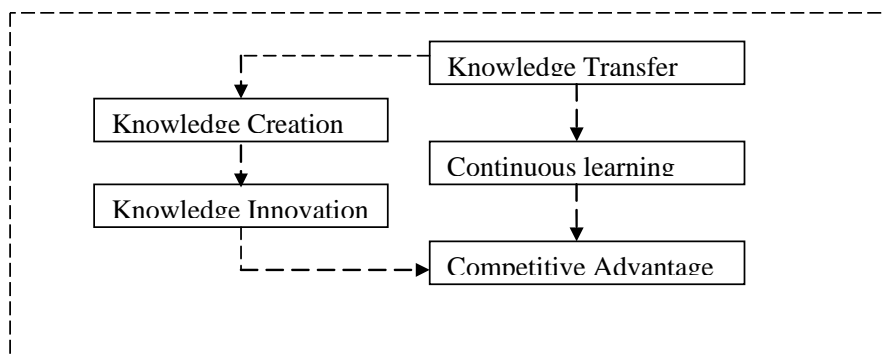 Knowledge Transfer
Knowledge Creation
Continuous learning
Knowledge Innovation
Competitive Advantage